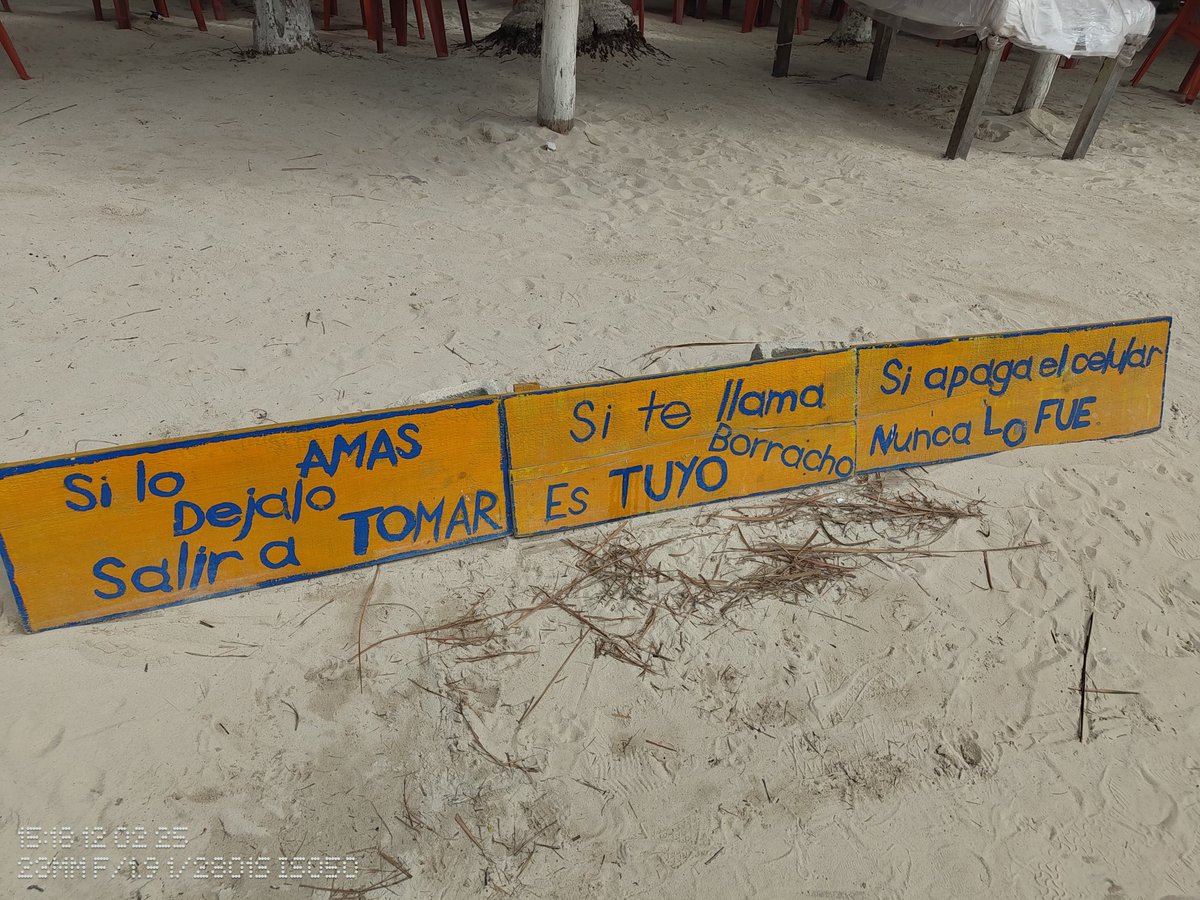 Si lo AMAS
Dejalo
Salir a TOMAR
Si te llama
Borracho
Es TUYO
Si apaga el celular
Nunca LO FUE